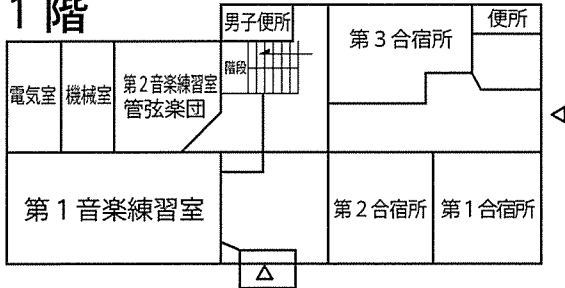 1階
男子便所
便所
第3合宿所
階段
電気室
機械室
第2音楽練習室
管弦楽団
第1音楽練習室
第2合宿所
第1合宿所